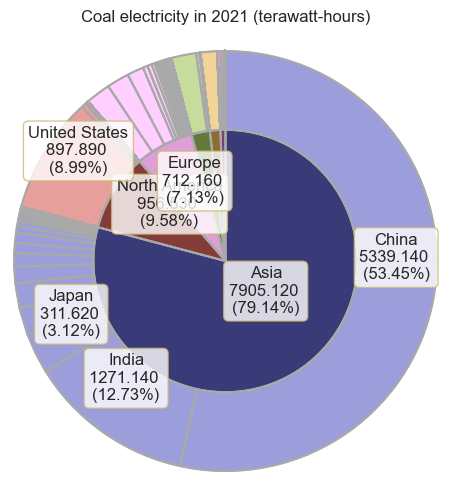 Coal electricity in 2021 (terawatt-hours)
United States
897.890
(8.99%)
Europe
712.160
(7.13%)
North
(9.58%)
China
5339.140
(53.45%)
Asia
7905.120
(79.14%)
Japan
311.620
(3.12%)
India
1271.140
(12.73%)